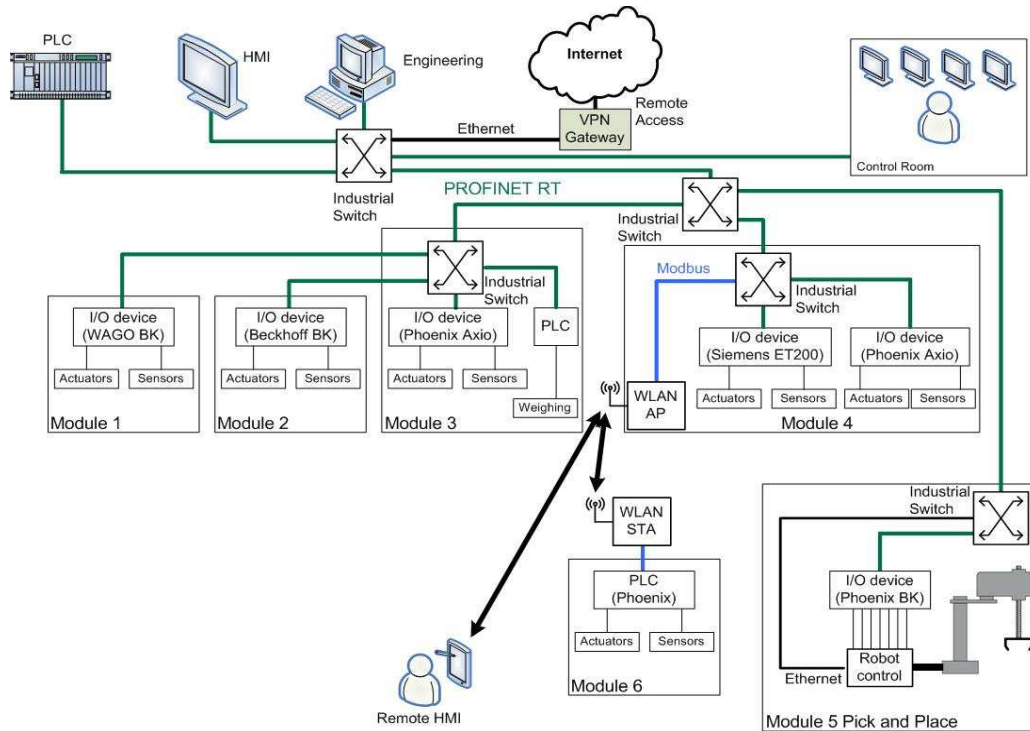 PLC
HMI
Engineering
Internet
Remote
Access
VPN
Gateway
Ethernet
Control Room
Industrial
Switch
PROFINET RT
Industrial
Switch
Industrial
Switch
I/O device
(WAGO BK)
Actuators
Sensors
Module 1
I/O device
(Beckhoff BK)
Actuators
Sensors
Module 2
I/O device
(Phoenix Axio)
Actuators
Sensors
PLC
Weighing
Module 3
Modbus
Industrial
Switch
I/O device
(Siemens ET200)
Actuators
Sensors
I/O device
(Phoenix Axio)
Actuators
Sensors
WLAN
AP
Module 4
WLAN
STA
PLC
(Phoenix)
Actuators
Sensors
Module 6
Remote HMI
Industrial
Switch
I/O device
(Phoenix BK)
Robot
control
Ethernet
Module 5 Pick and Place